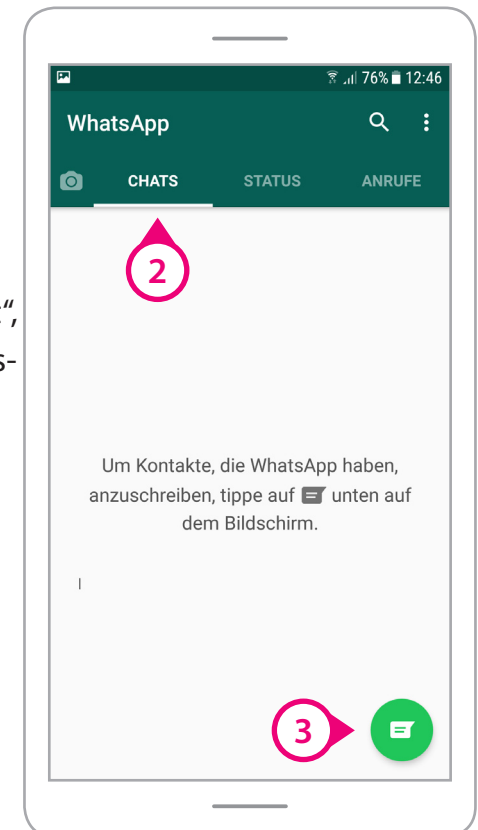 76% 12:46
WhatsApp
CHATS STATUS ANRUFE
2
“,
s-
Um Kontakte, die WhatsApp haben,
anzuschreiben, tippe auf unten auf
dem Bildschirm.
3